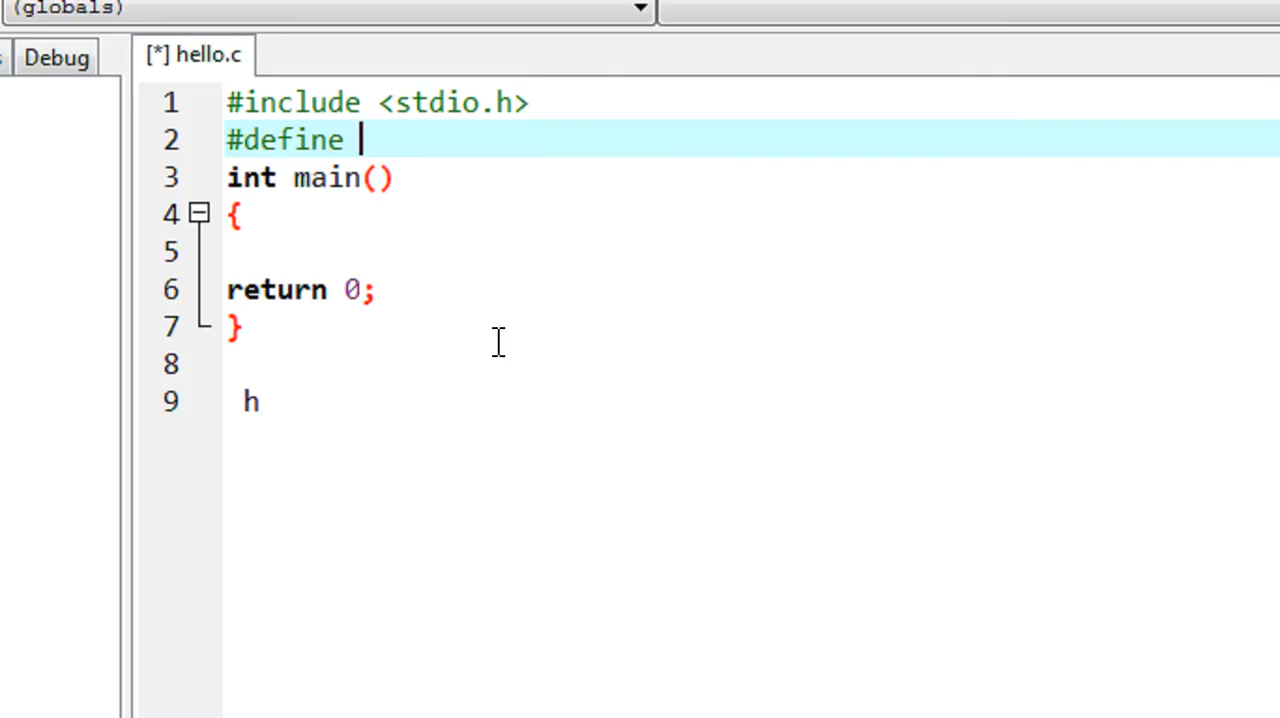 (globals)
Debug
[*] hello.c
1 #include <stdio.h>
2 #define
3 int main()
4 {
5
6 return 0;
7 }
8
9 h